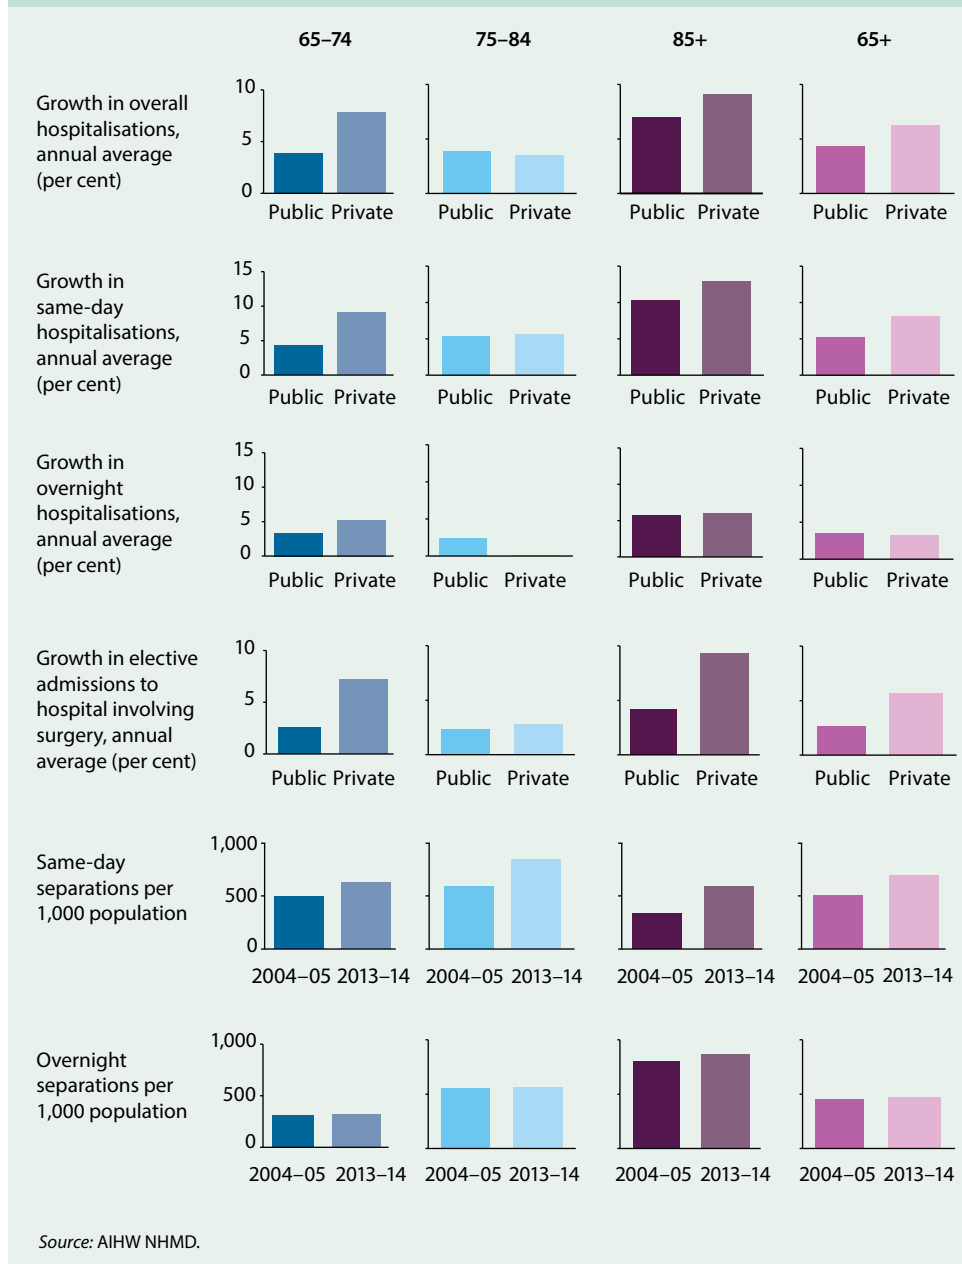 65–74 75–84 85+ 65+
Growth in overall
hospitalisations,
annual average
(per cent)
10
5
0
Public Private Public Private Public Private Public Private
Growth in
same-day
hospitalisations,
annual average
(per cent)
15
10
5
0
Public Private Public Private Public Private Public Private
Growth in
overnight
hospitalisations,
annual average
(per cent)
15
10
5
0
Public Private Public Private Public Private Public Private
Growth in elective
admissions to
hospital involving
surgery, annual
average (per cent)
10
5
0
Public Private Public Private Public Private Public Private
Same-day
separations per
1,000 population
1,000
500
0
2004–05 2013–14 2004–05 2013–14 2004–05 2013–14 2004–05 2013–14
Overnight
separations per
1,000 population
1,000
500
0
2004–05 2013–14 2004–05 2013–14 2004–05 2013–14 2004–05 2013–14
Source: AIHW NHMD.